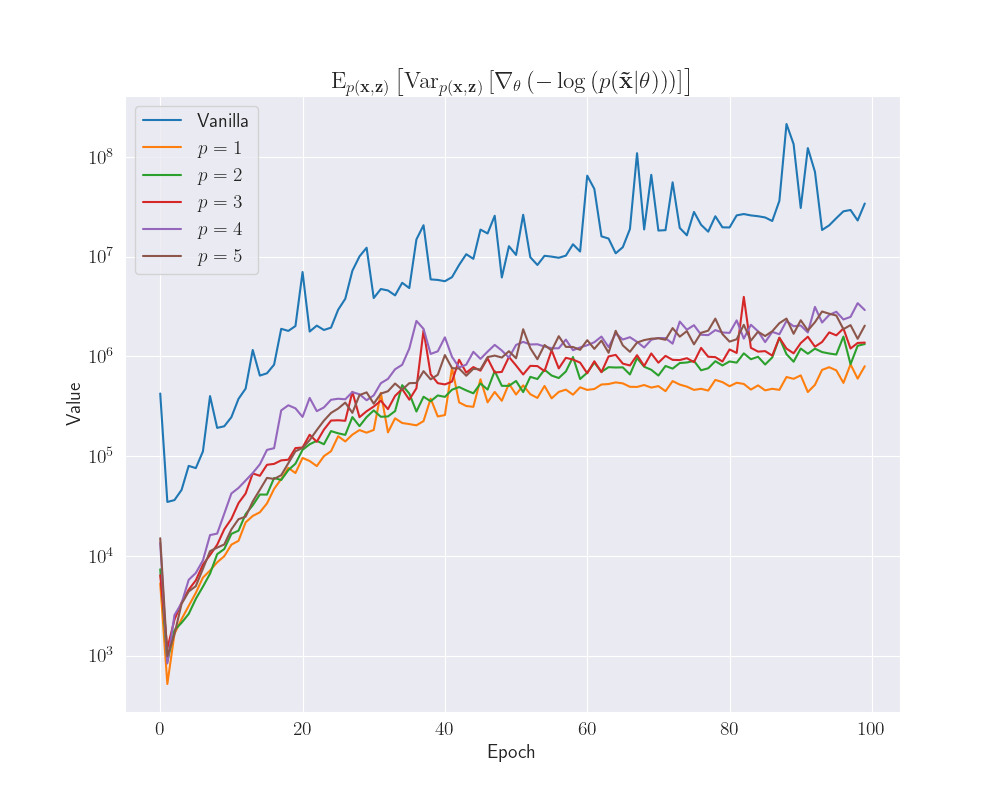 E_{p(𝐱,𝐳)} [Var_{p(𝐱,𝐳)} [∇_θ (− log (p(𝐱̃|θ)))]]
Vanilla
p = 1
p = 2
p = 3
p = 4
p = 5
10^8
10^7
10^6
10^5
10^4
10^3
Value
0 20 40 60 80 100
Epoch